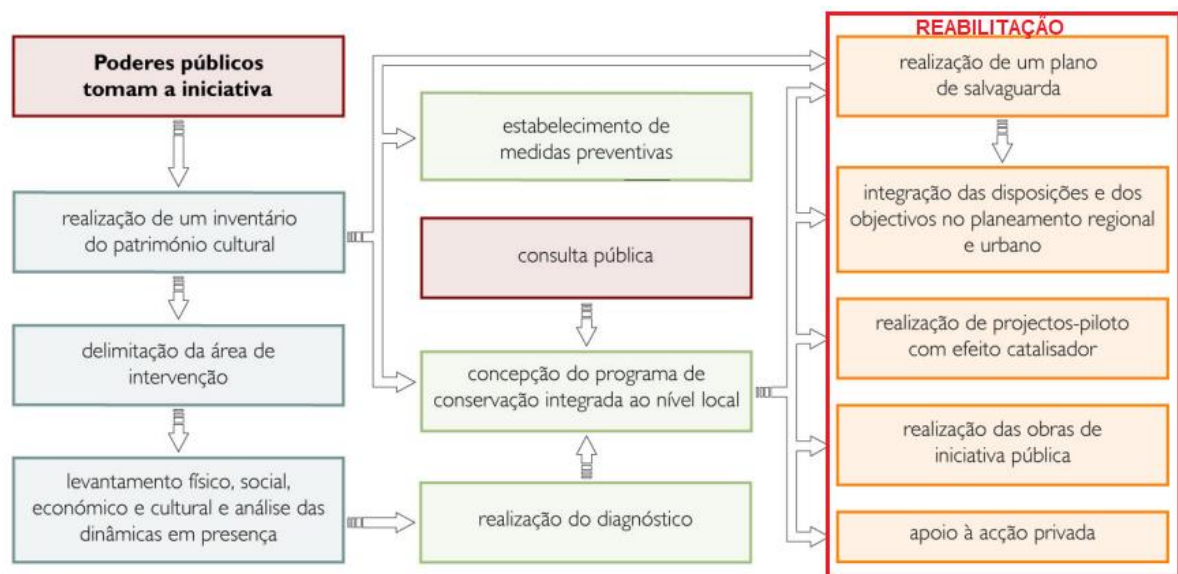 Poderes públicos
tomam a iniciativa
realização de um inventário
do património cultural
delimitação da área de
intervenção
levantamento físico, social,
económico e cultural e análise das
dinâmicas em presença
estabelecimento de
medidas preventivas
consulta pública
concepção do programa de
conservação integrada ao nível local
realização do diagnóstico
REABILITAÇÃO
realização de um plano
de salvaguarda
integração das disposições e dos
objectivos no planeamento regional
e urbano
realização de projectos-piloto
com efeito catalisador
realização das obras de
iniciativa pública
apoio à acção privada